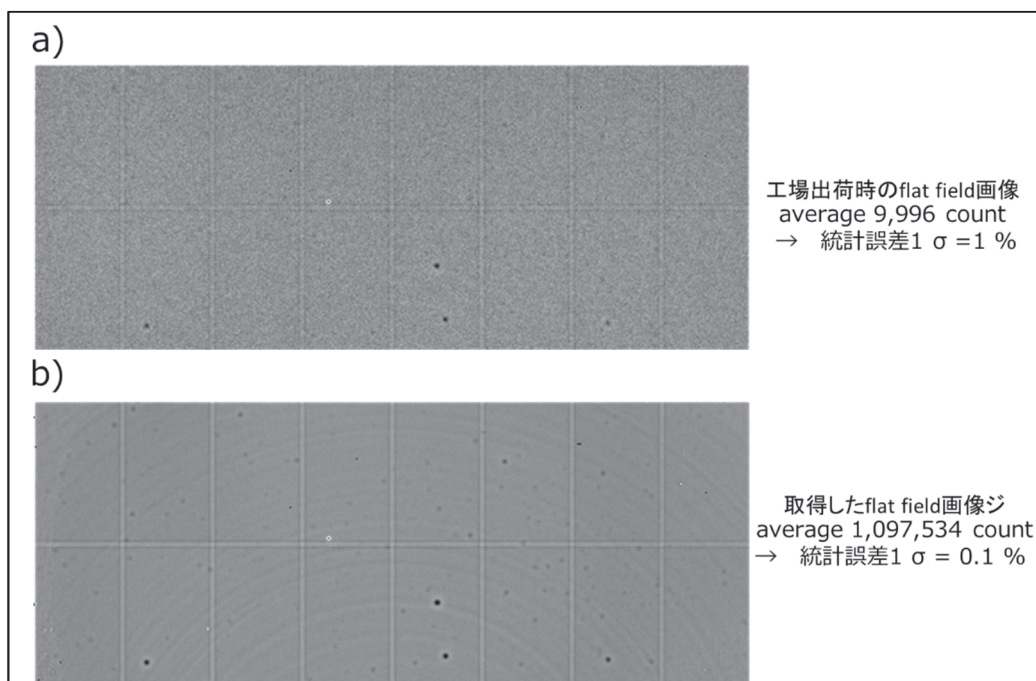 a)
工場出荷時のflat field画像
average 9,996 count
→ 統計誤差1 σ =1 %
b)
取得したflat field画像ジ
average 1,097,534 count
→ 統計誤差1 σ = 0.1 %